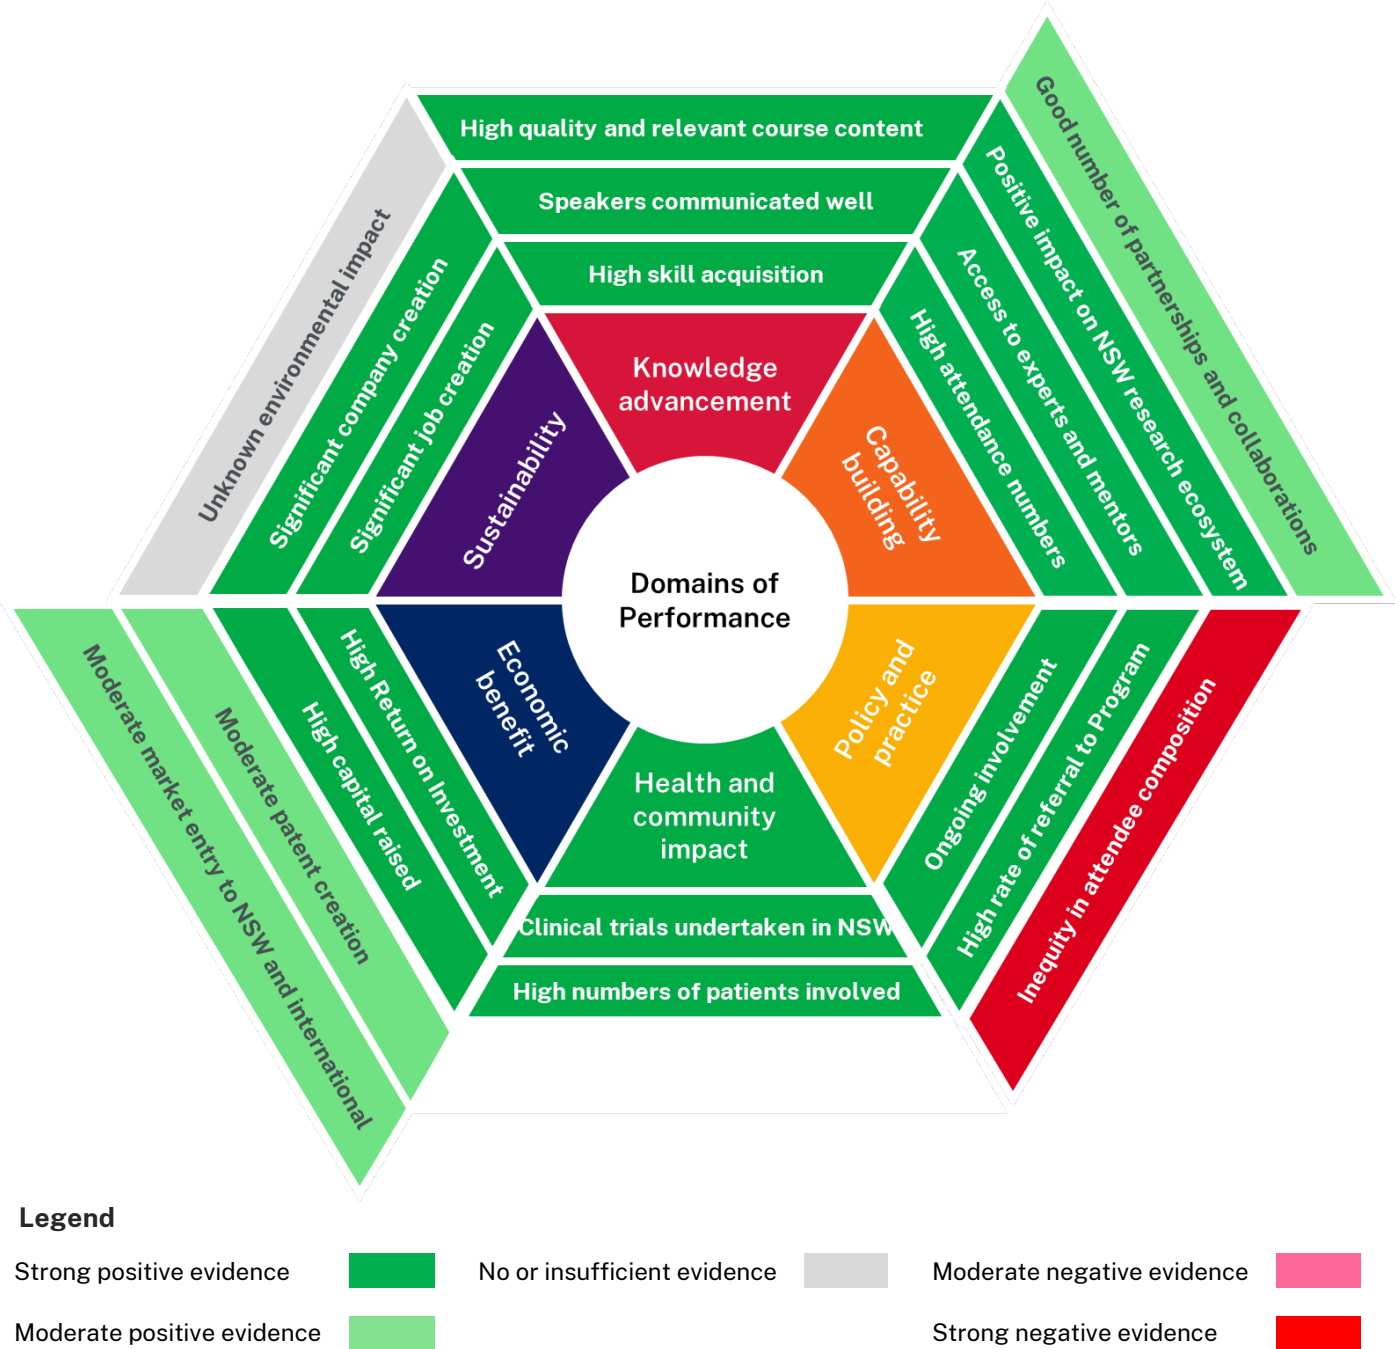 High quality and relevant course content
Speakers communicated well
High skill acquisition
Knowledge
advancement
Good number of partnerships and collaborations
Positive impact on NSW research ecosystem
Access to experts and mentors
High attendance numbers
Capability
building
Unknown environmental impact
Significant company creation
Significant job creation
Sustainability
Domains of
Performance
Moderate market entry to NSW and international
Moderate patent creation
High capital raised
High Return on Investment
Economic
benefit
Policy and
practice
Ongoing involvement
High rate of referral to Program
Inequity in attendee composition
Health and
community
impact
Clinical trials undertaken in NSW
High numbers of patients involved
Legend
Strong positive evidence
No or insufficient evidence
Moderate negative evidence
Moderate positive evidence
Strong negative evidence